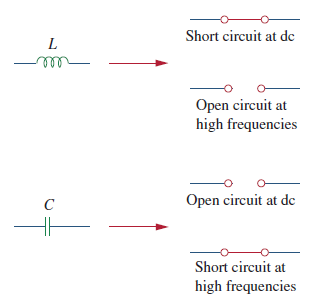 Short circuit at dc
L
Open circuit at
high frequencies
Open circuit at dc
C
Short circuit at
high frequencies